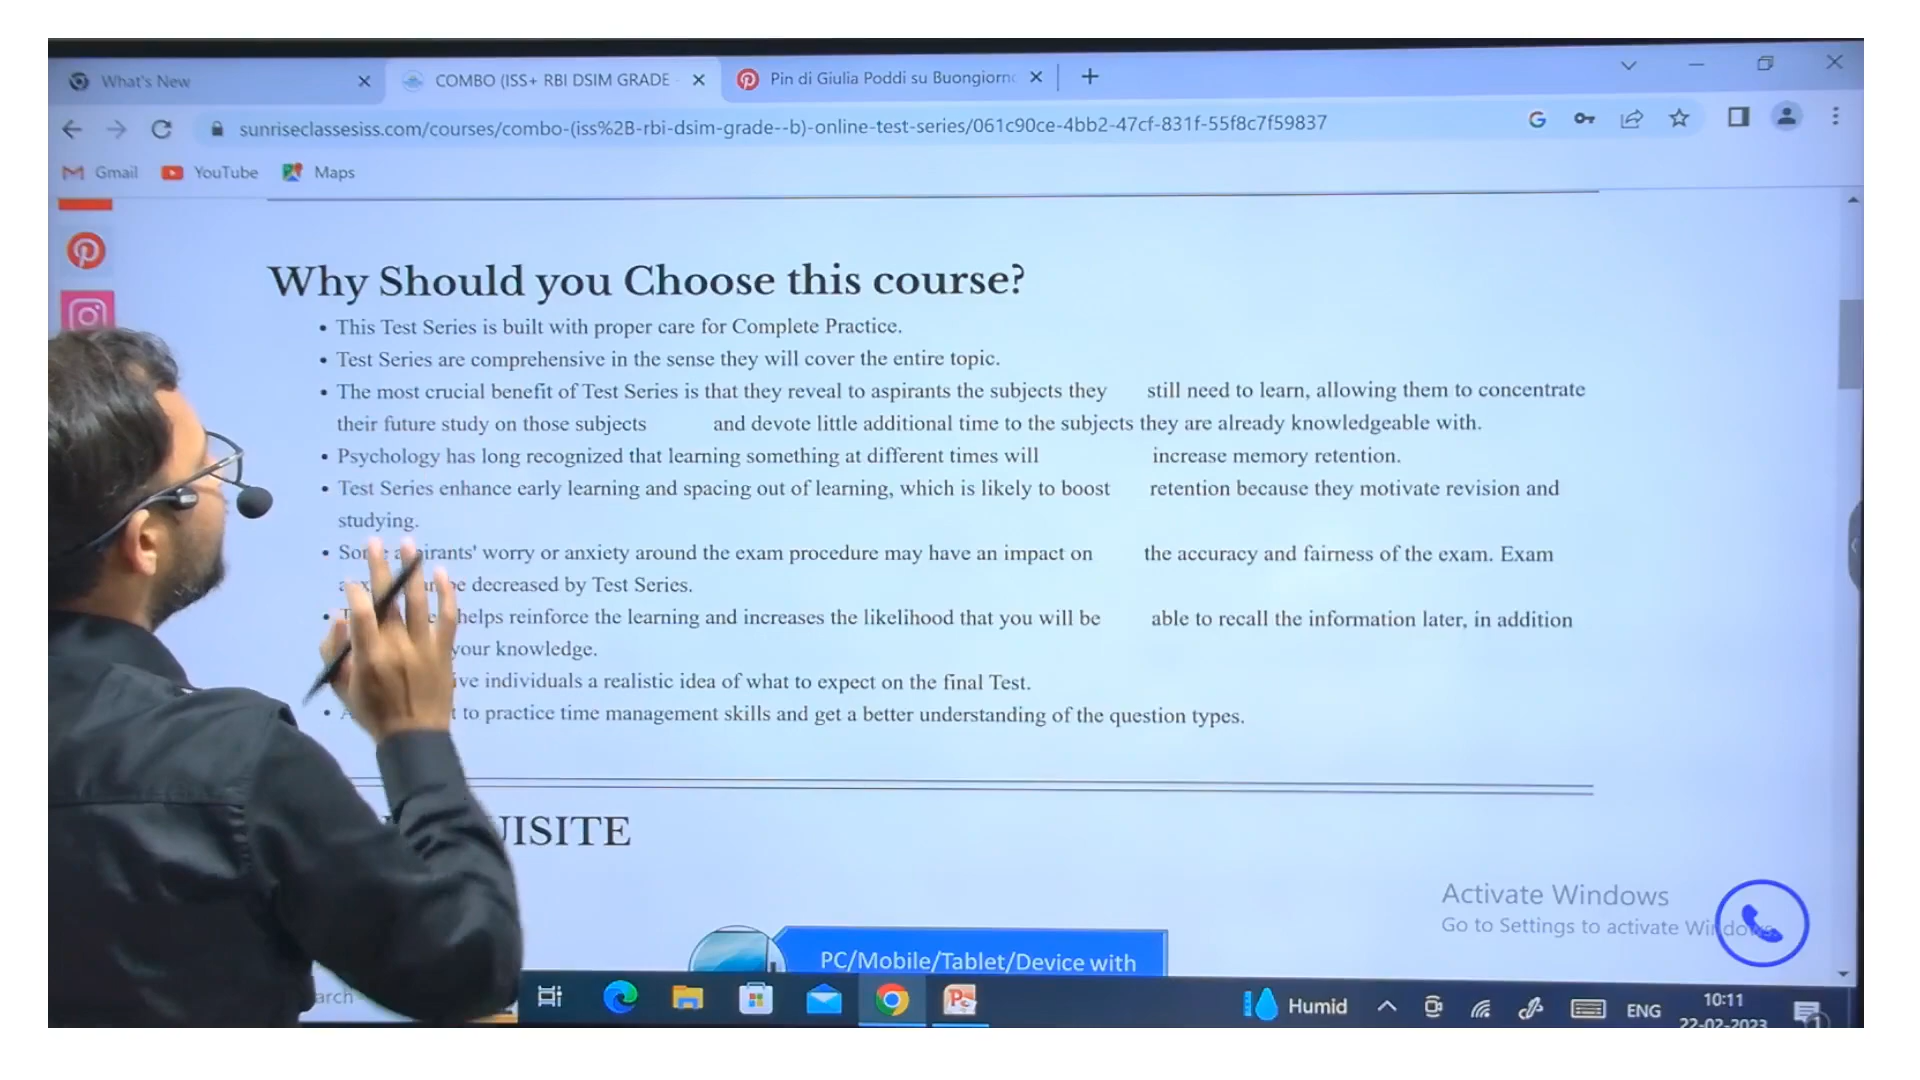 What's New
COMBO (ISS+ RBI DSIM GRADE -
Pin di Giulia Poddi su Buongiorno
sunriseclassesiss.com/courses/combo-(iss%2B-rbi-dsim-grade--b)-online-test-series/061c90ce-4bb2-47cf-831f-55f8c7f59837
Gmail YouTube Maps
Why Should you Choose this course?
• This Test Series is built with proper care for Complete Practice.
• Test Series are comprehensive in the sense they will cover the entire topic.
• The most crucial benefit of Test Series is that they reveal to aspirants the subjects they still need to learn, allowing them to concentrate
their future study on those subjects and devote little additional time to the subjects they are already knowledgeable with.
• Psychology has long recognized that learning something at different times will increase memory retention.
• Test Series enhance early learning and spacing out of learning, which is likely to boost retention because they motivate revision and
studying.
• worry or anxiety around the exam procedure may have an impact on the accuracy and fairness of the exam. Exam
decreased by Test Series.
• helps reinforce the learning and increases the likelihood that you will be able to recall the information later, in addition
your knowledge.
individuals a realistic idea of what to expect on the final Test.
• to practice time management skills and get a better understanding of the question types.
UISITE
Activate Windows
Go to Settings to activate Windows.
PC/Mobile/Tablet/Device with
Humid
ENG
10:11
22-02-2023